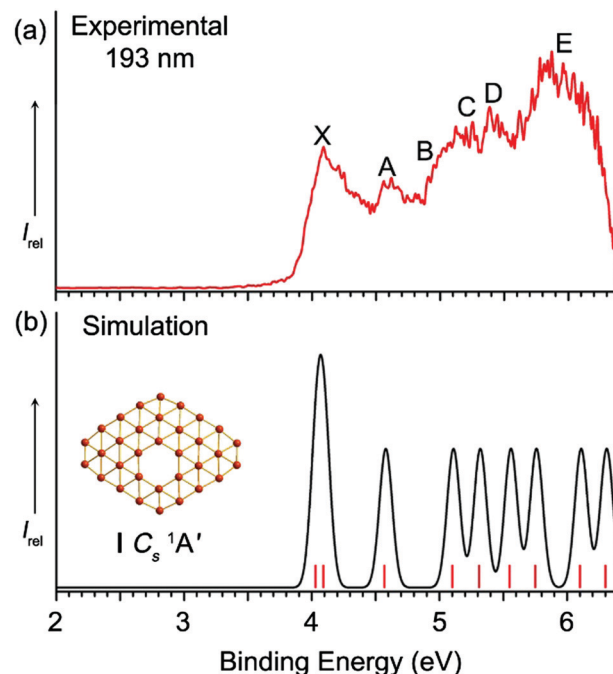 (a) Experimental
193 nm
X
A
B
C
D
E
I rel
(b) Simulation
I Cs ¹A′
I rel
2 3 4 5 6
Binding Energy (eV)